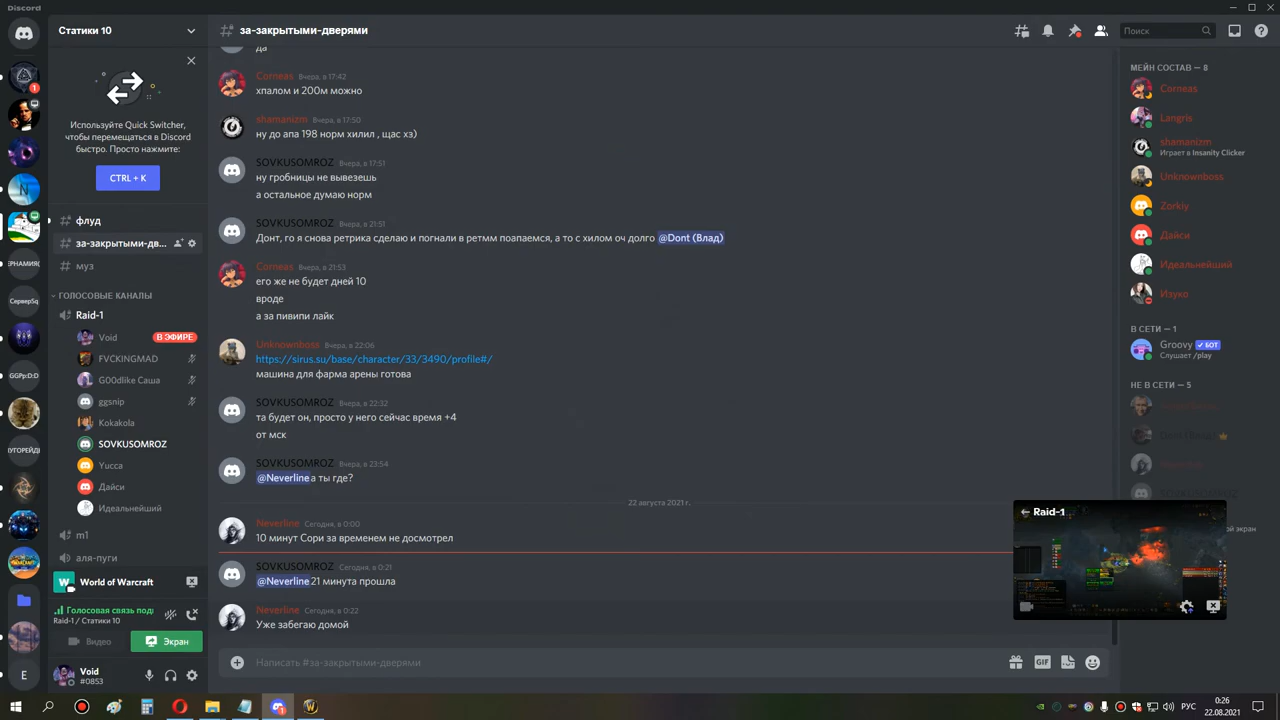 Discord
Статики 10
# за-закрытыми-дверями
Поиск
Используйте Quick Switcher,
чтобы перемещаться в Discord
быстро. Просто нажмите:
CTRL + K
# флуд
за-закрытыми-дв...
# муз
ГОЛОСОВЫЕ КАНАЛЫ
Raid-1
Void
В ЭФИРЕ
FVCKINGMAD
G00dlike Саша
ggsnip
Kokakola
SOVKUSOMROZ
Yucca
Дайси
Идеальнейший
m1
аля-пуги
World of Warcraft
Голосовая связь подк
Raid-1 / Статики 10
Видео
Экран
Void
#0853
СерверSq
GGPp:D:D
E
1
да
Corneas Вчера, в 17:42
хпалом и 200м можно
shamanizm Вчера, в 17:50
ну до апа 198 норм хилил , щас хз)
SOVKUSOMROZ Вчера, в 17:51
ну гробницы не вывезешь
а остальное думаю норм
SOVKUSOMROZ Вчера, в 21:51
Донт, го я снова ретрика сделаю и погнали в ретмм поапаемся, а то с хилом оч долго @Dont (Влад)
Corneas Вчера, в 21:53
его же не будет дней 10
вроде
а за пивипи лайк
Unknownboss Вчера, в 22:06
https://sirus.su/base/character/33/3490/profile#/
машина для фарма арены готова
SOVKUSOMROZ Вчера, в 22:32
та будет он, просто у него сейчас время +4
от мск
SOVKUSOMROZ Вчера, в 23:54
@Neverline а ты где?
22 августа 2021 г.
Neverline Сегодня, в 0:00
10 минут Сори за временем не досмотрел
SOVKUSOMROZ Сегодня, в 0:21
@Neverline 21 минута прошла
Neverline Сегодня, в 0:22
Уже забегаю домой
Написать #за-закрытыми-дверями
GIF
МЕЙН СОСТАВ — 8
Corneas
Langris
shamanizm
Играет в Insanity Clicker
Unknownboss
Zorkiy
Дайси
Идеальнейший
Изуко
В СЕТИ — 1
Groovy ✓ БОТ
Слушает /play
НЕ В СЕТИ — 5
Dont (Влад)
SOVKUSOMROZ
Raid-1
РУС
0:26
22.08.2021